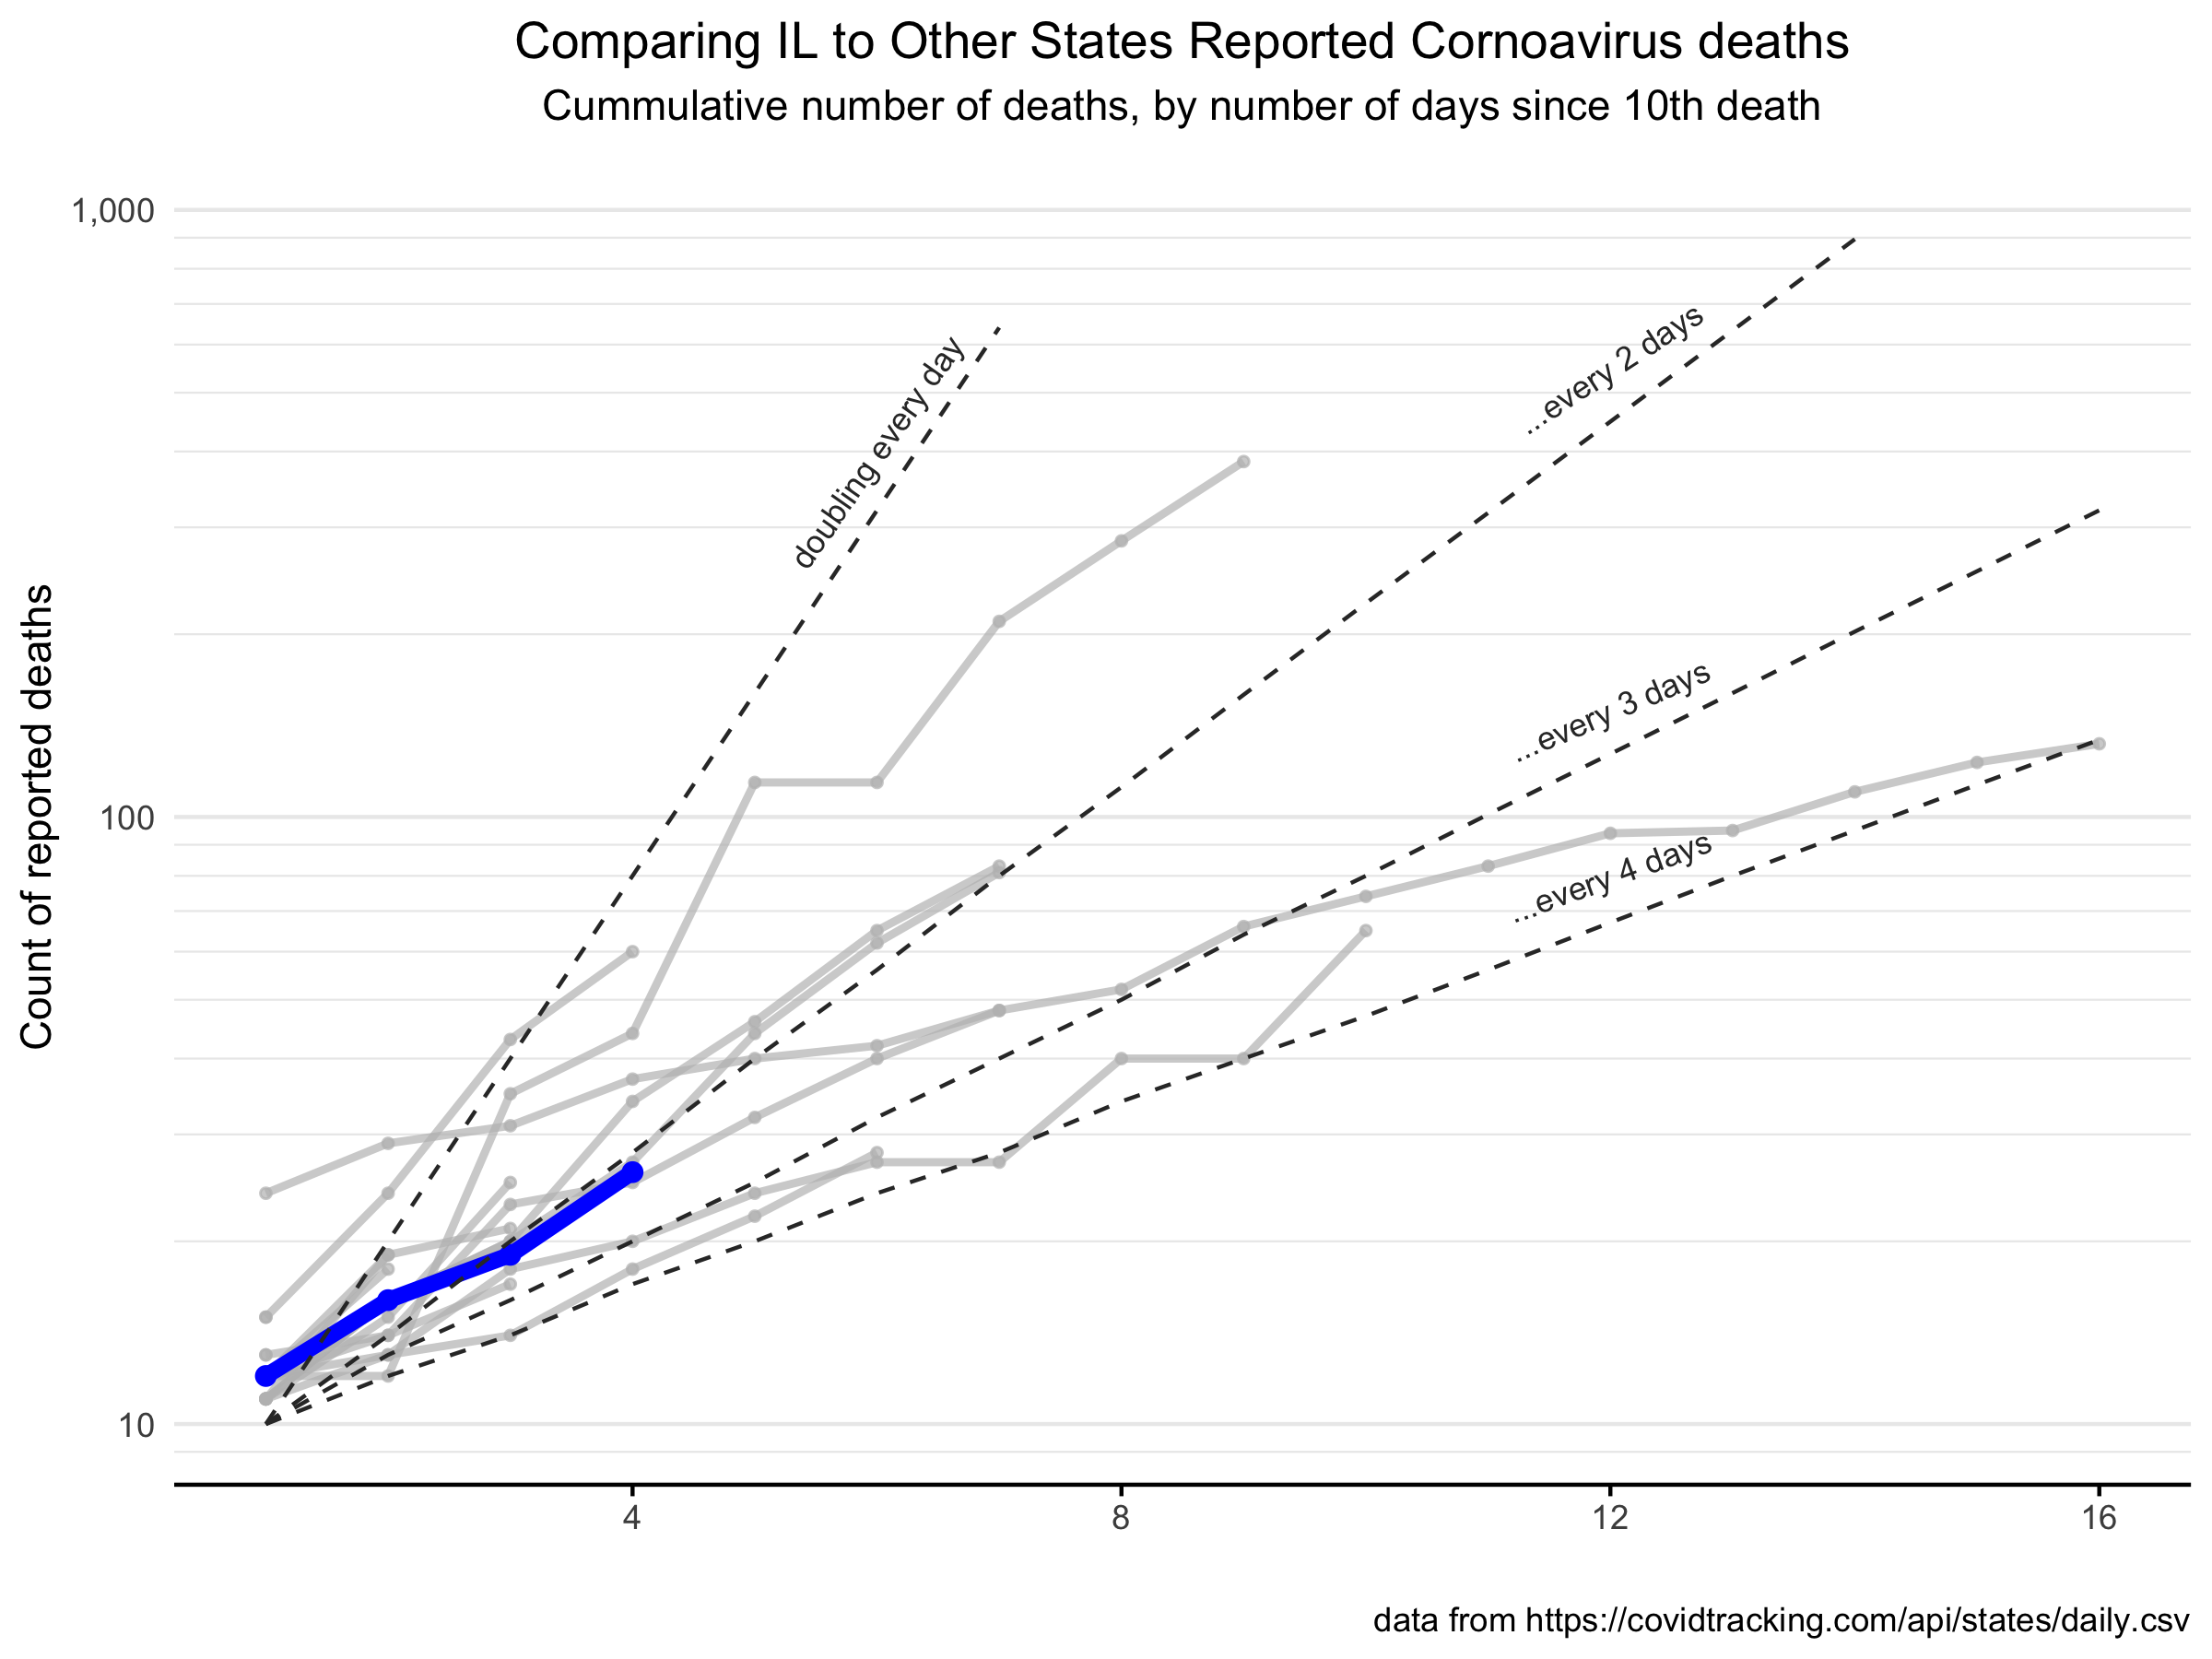 Comparing IL to Other States Reported Cornoavirus deaths
Cummulative number of deaths, by number of days since 10th death
Count of reported deaths
1,000
100
10
doubling every day
...every 2 days
...every 3 days
...every 4 days
4
8
12
16
data from https://covidtracking.com/api/states/daily.csv